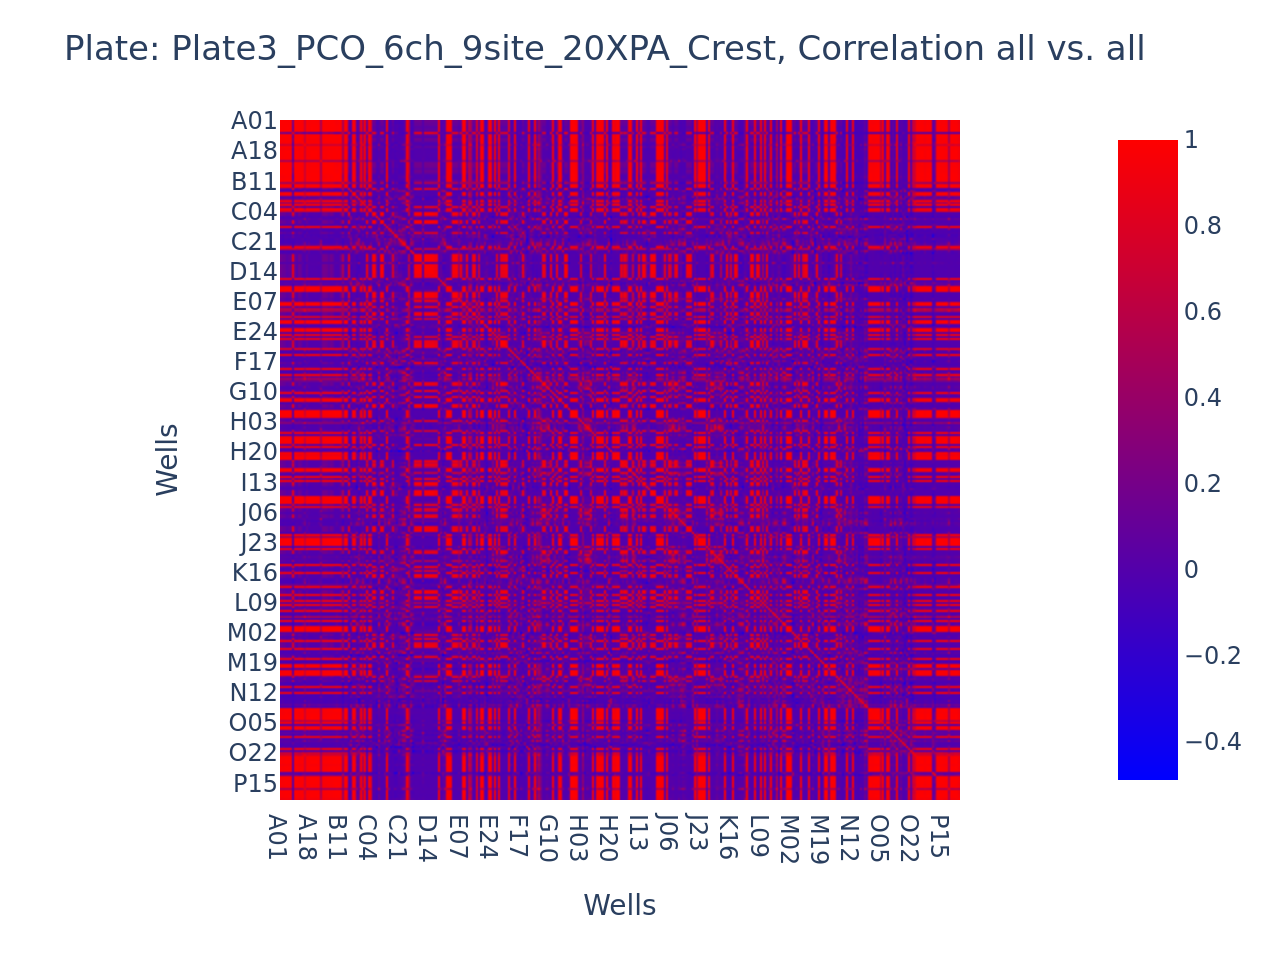 Plate: Plate3_PCO_6ch_9site_20XPA_Crest, Correlation all vs. all
A01
A18
B11
C04
C21
D14
E07
E24
F17
G10
H03
H20
I13
J06
J23
K16
L09
M02
M19
N12
O05
O22
P15
Wells
A01 A18 B11 C04 C21 D14 E07 E24 F17 G10 H03 H20 I13 J06 J23 K16 L09 M02 M19 N12 O05 O22 P15
Wells
1
0.8
0.6
0.4
0.2
0
−0.2
−0.4